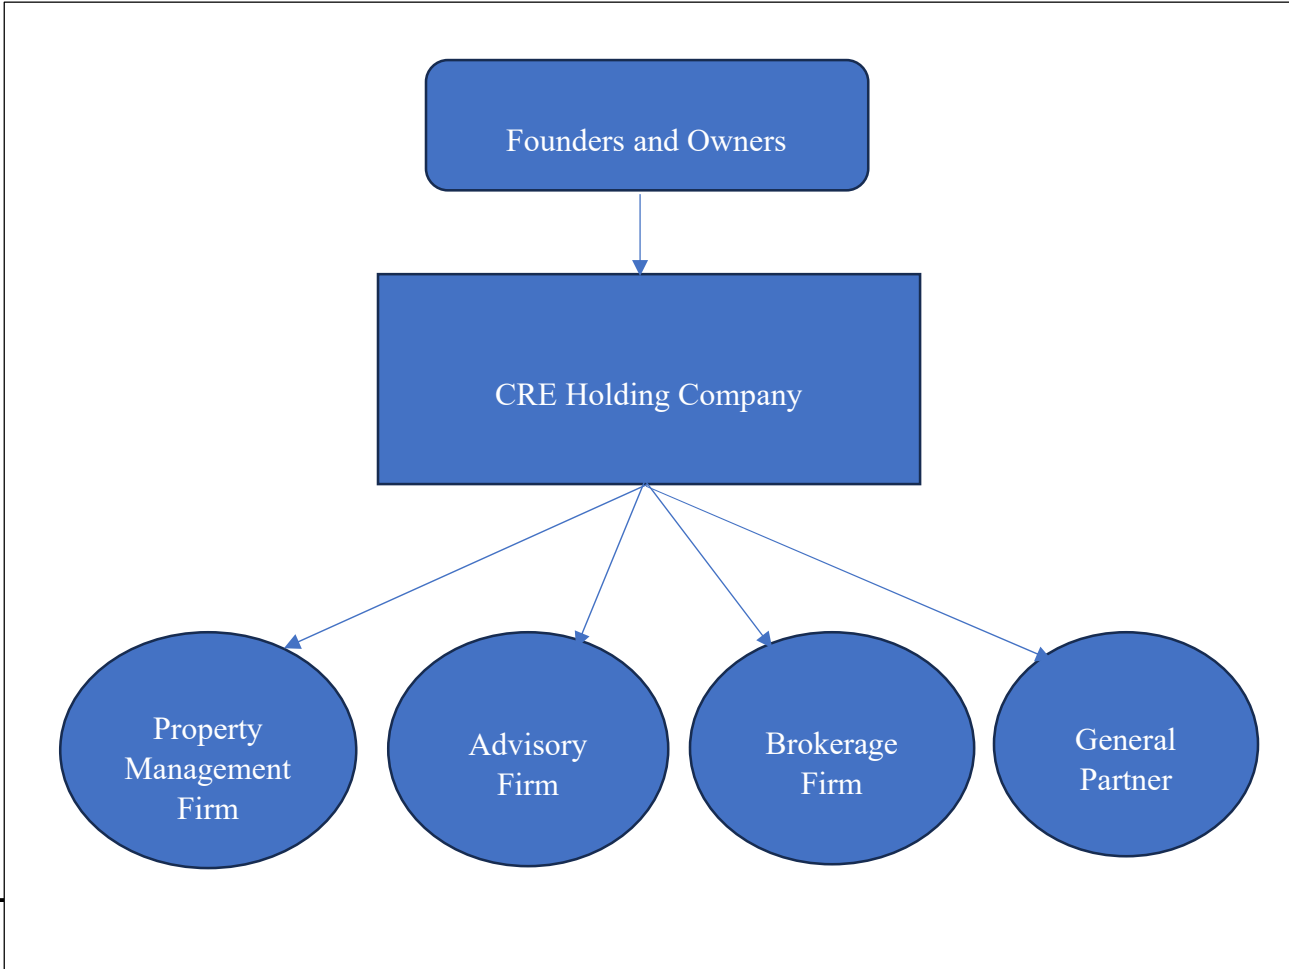 Founders and Owners
CRE Holding Company
Property
Management
Firm
Advisory
Firm
Brokerage
Firm
General
Partner